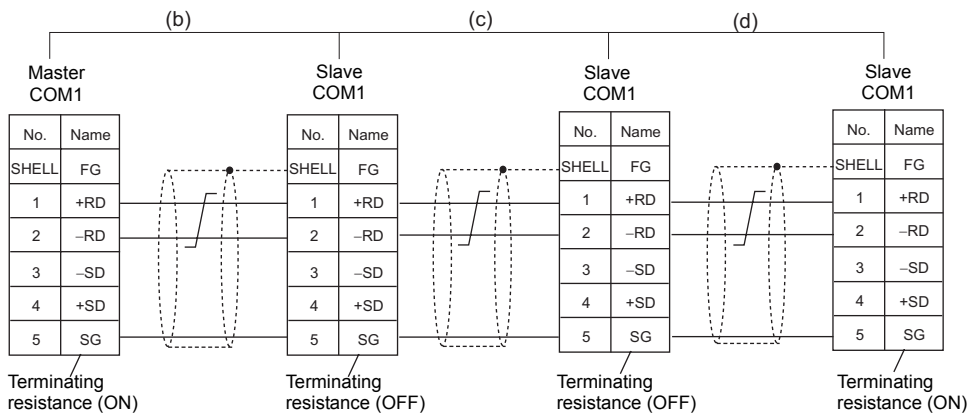 (b) (c) (d)
Master
COM1
No. Name
SHELL FG
1 +RD
2 –RD
3 –SD
4 +SD
5 SG
Terminating
resistance (ON)
Slave
COM1
No. Name
SHELL FG
1 +RD
2 –RD
3 –SD
4 +SD
5 SG
Terminating
resistance (OFF)
Slave
COM1
No. Name
SHELL FG
1 +RD
2 –RD
3 –SD
4 +SD
5 SG
Terminating
resistance (OFF)
Slave
COM1
No. Name
SHELL FG
1 +RD
2 –RD
3 –SD
4 +SD
5 SG
Terminating
resistance (ON)